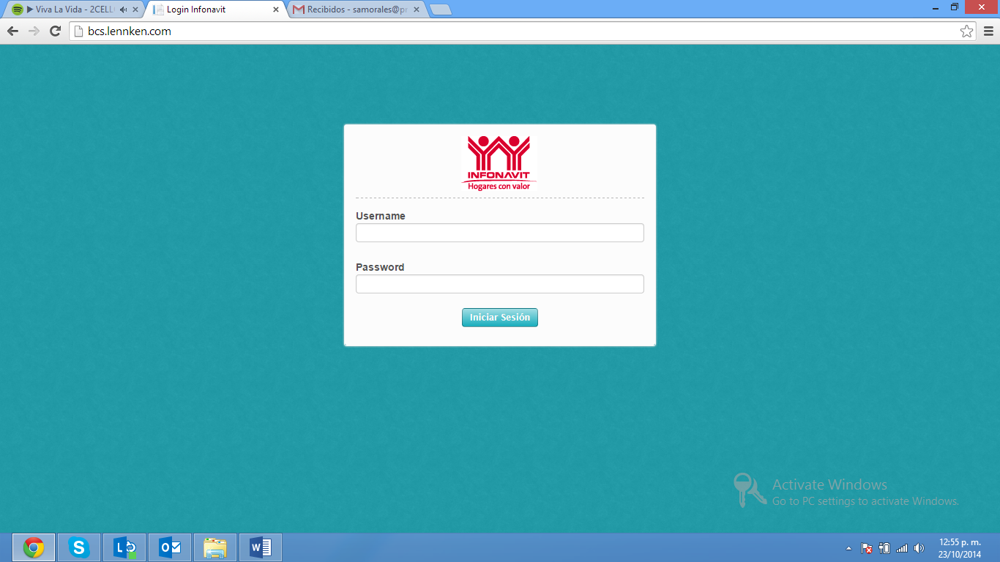 Viva La Vida - 2CELL
Login Infonavit
Recibidos - samorales@pr
bcs.lennken.com
INFONAVIT
Hogares con valor
Username
Password
Iniciar Sesión
Activate Windows
Go to PC settings to activate Windows.
12:55 p. m.
23/10/2014